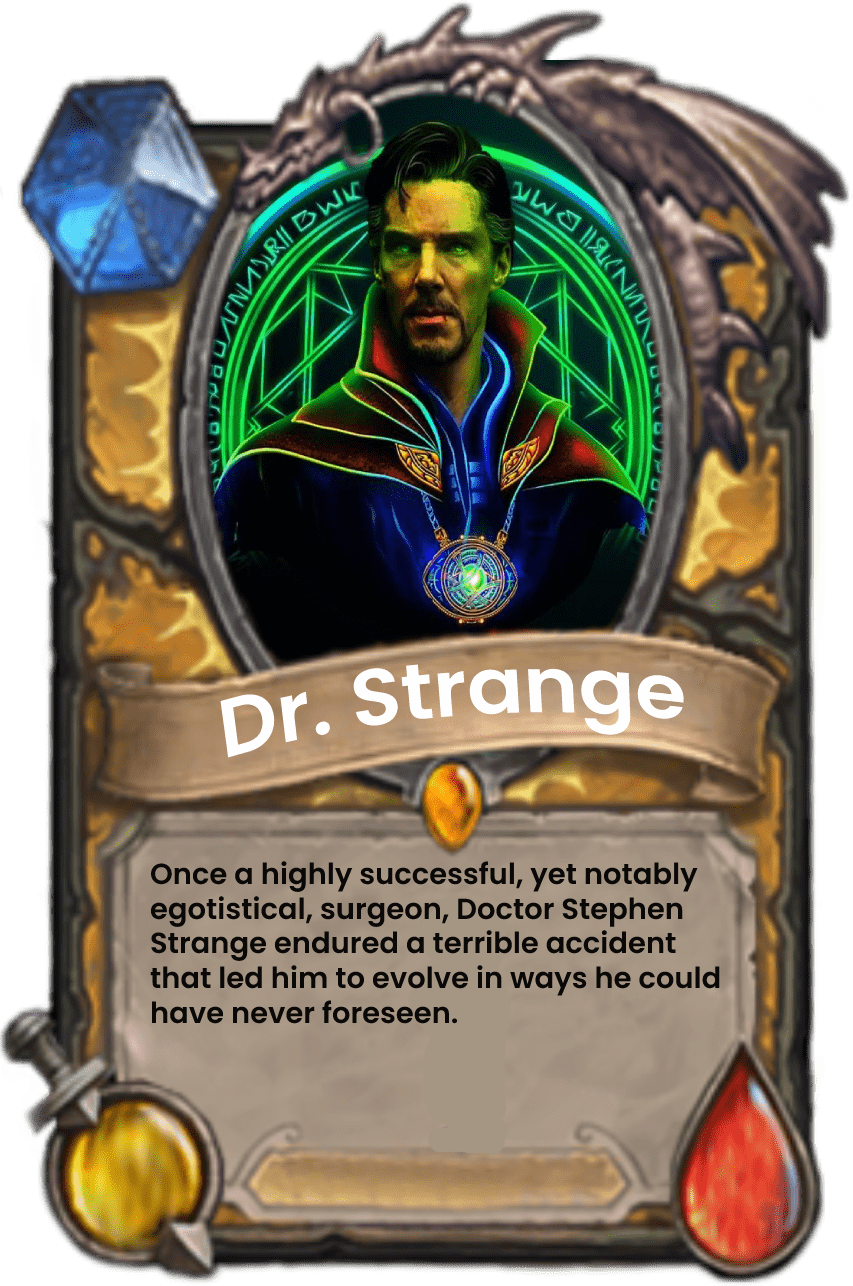 Dr. Strange
Once a highly successful, yet notably
egotistical, surgeon, Doctor Stephen
Strange endured a terrible accident
that led him to evolve in ways he could
have never foreseen.